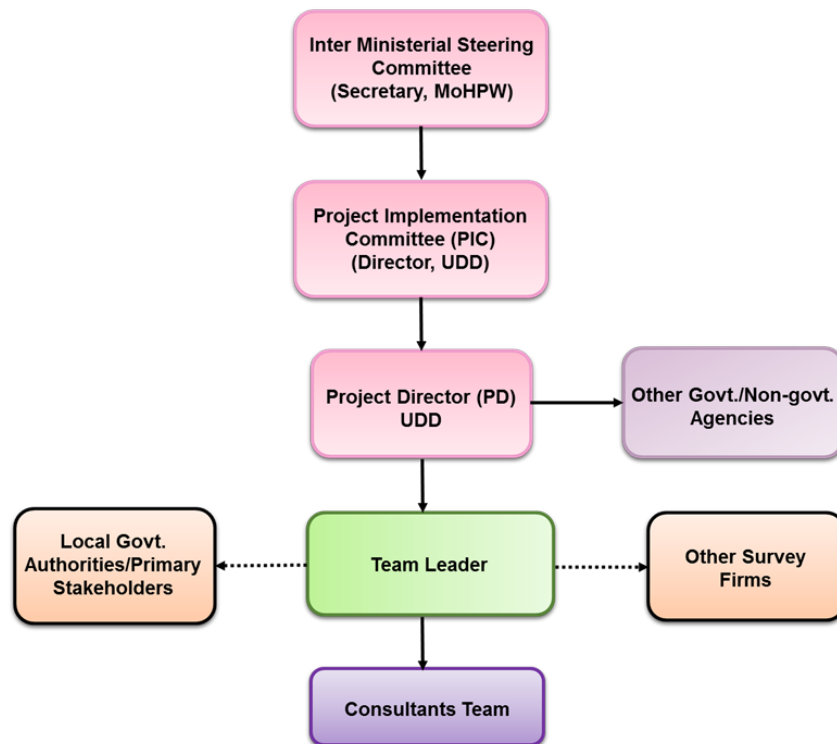 Inter Ministerial Steering
Committee
(Secretary, MoHPW)
Project Implementation
Committee (PIC)
(Director, UDD)
Project Director (PD)
UDD
Other Govt./Non-govt.
Agencies
Local Govt.
Authorities/Primary
Stakeholders
Team Leader
Other Survey
Firms
Consultants Team